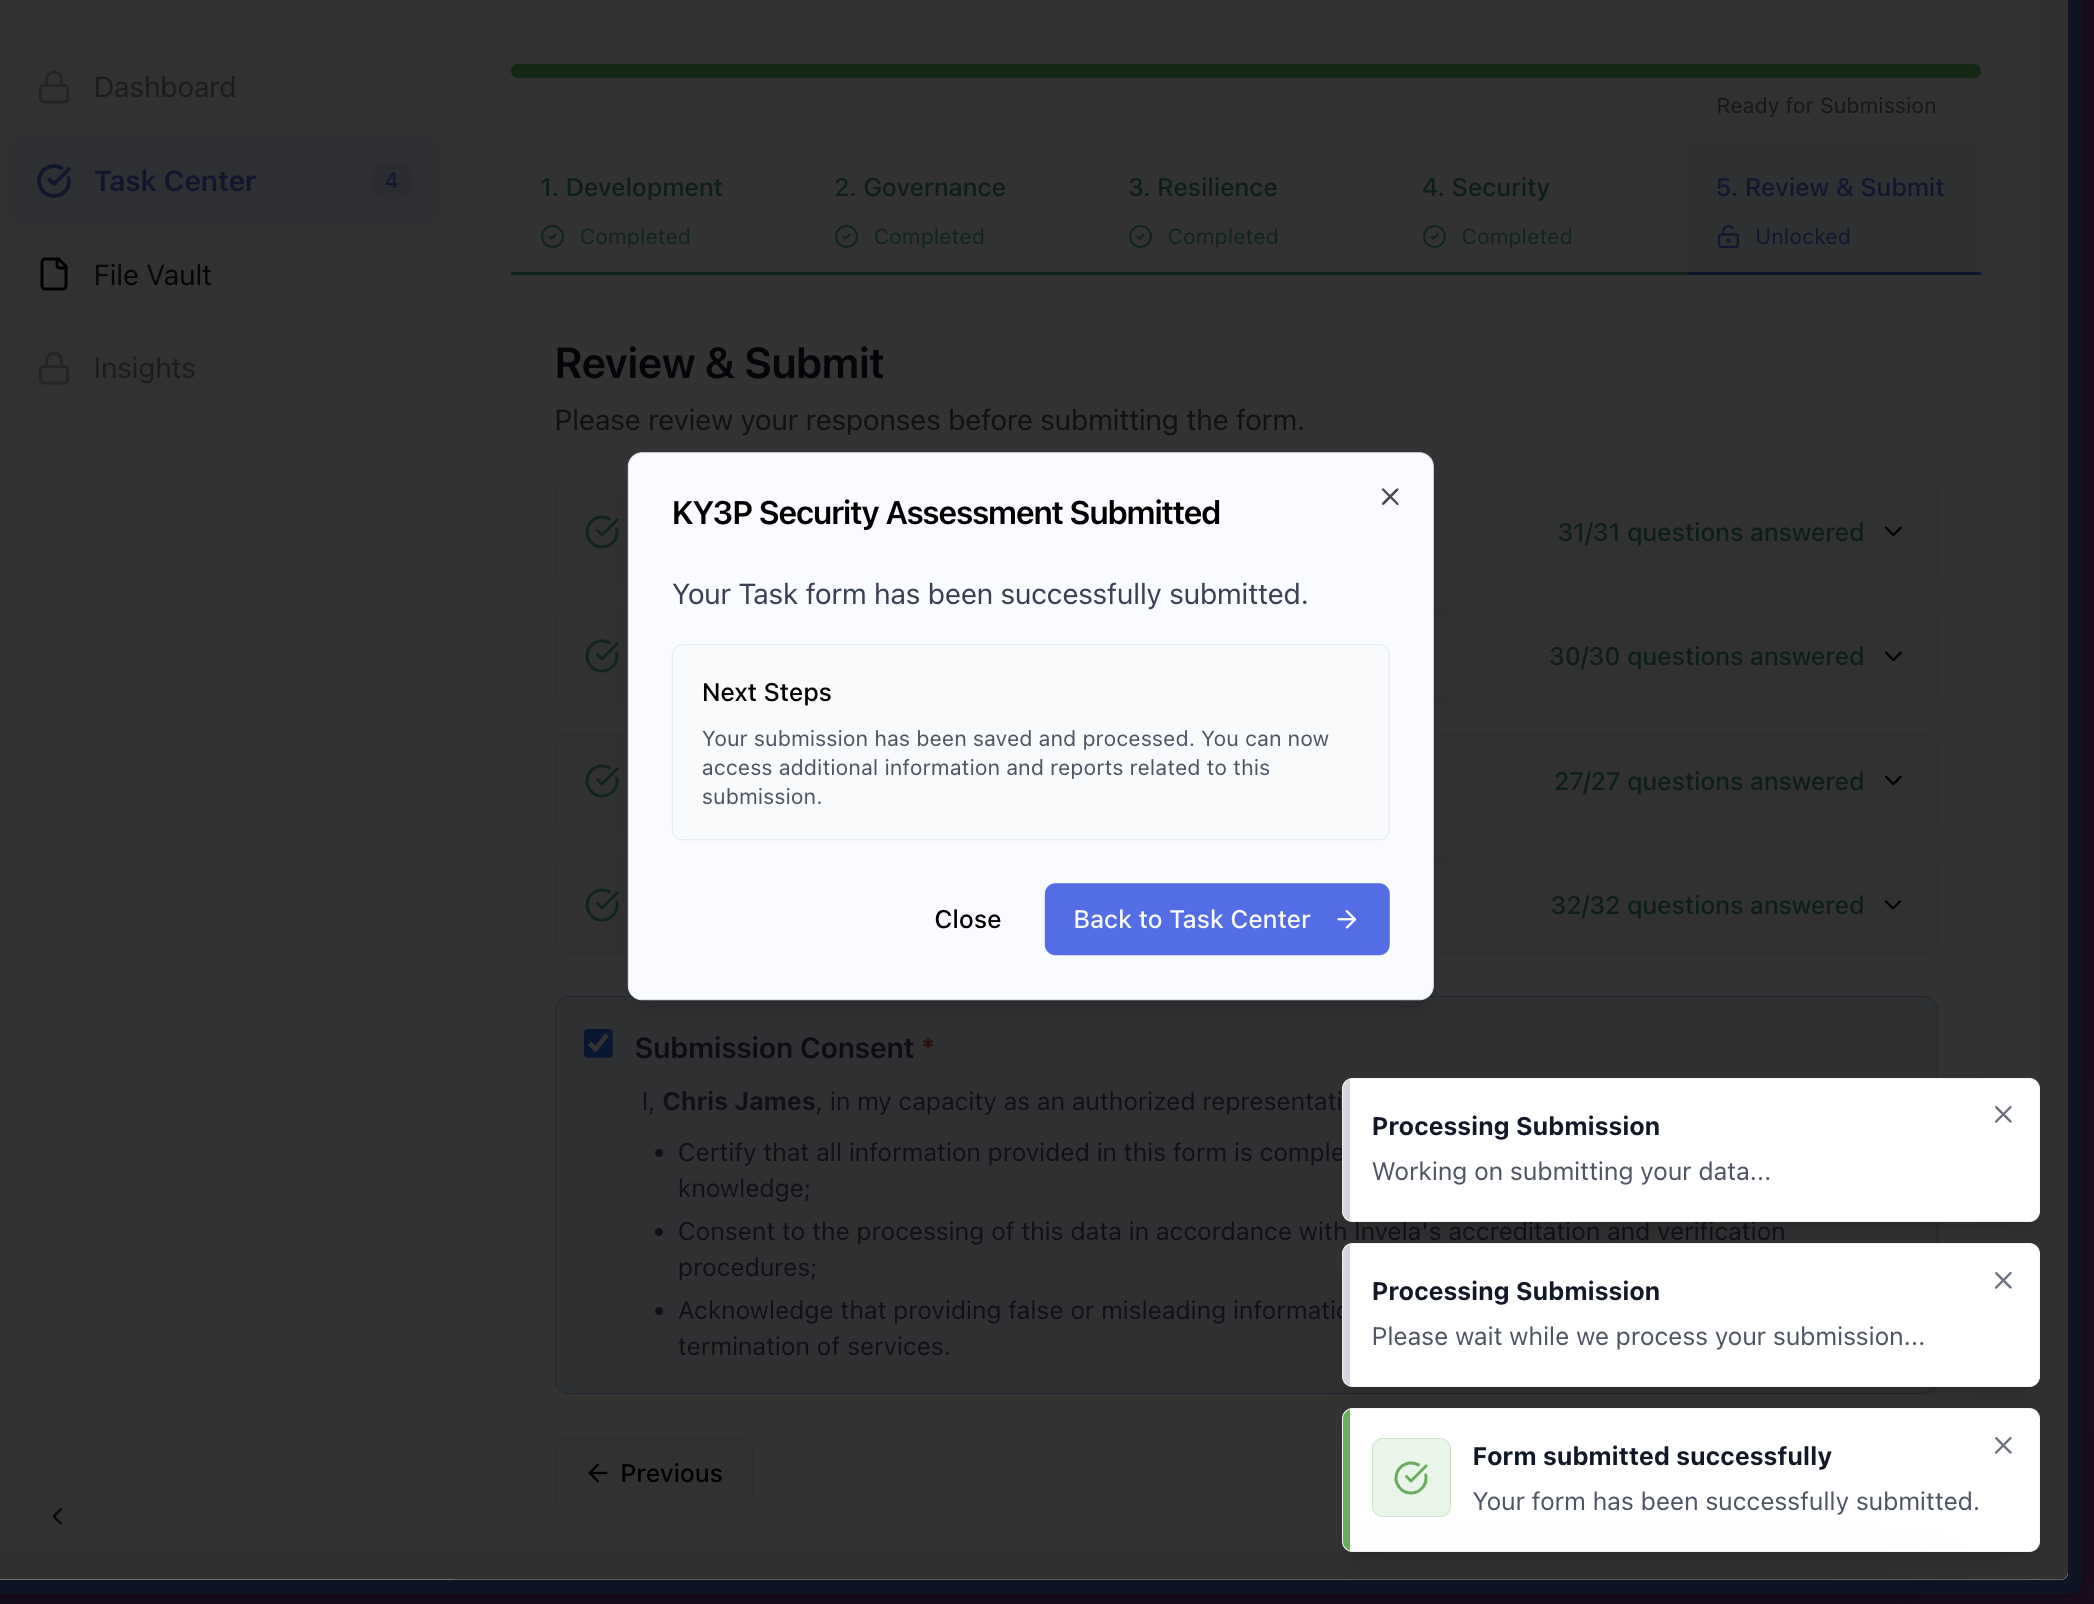 Dashboard
Task Center 4
File Vault
Insights
Ready for Submission
1. Development
Completed
2. Governance
Completed
3. Resilience
Completed
4. Security
Completed
5. Review & Submit
Unlocked
Review & Submit
Please review your responses before submitting the form.
31/31 questions answered
30/30 questions answered
27/27 questions answered
32/32 questions answered
KY3P Security Assessment Submitted
Your Task form has been successfully submitted.
Next Steps
Your submission has been saved and processed. You can now
access additional information and reports related to this
submission.
Close
Back to Task Center
Submission Consent *
I, Chris James, in my capacity as an authorized
Certify that all information provided in this form is
knowledge;
Consent to the processing of this data in accordance with Invela's accreditation and verification
procedures;
Acknowledge that providing false or misleading
termination of services.
Previous
Processing Submission
Working on submitting your data...
Processing Submission
Please wait while we process your submission...
Form submitted successfully
Your form has been successfully submitted.